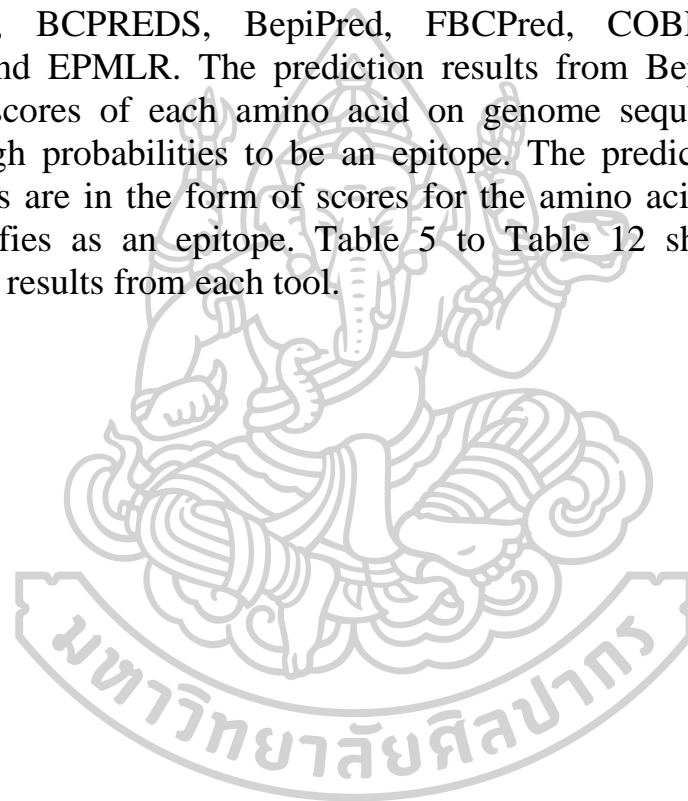 , BCPREDS, BepiPred, FBCPred, COB
nd EPMLR. The prediction results from Bep
scores of each amino acid on genome sequ
gh probabilities to be an epitope. The predic
s are in the form of scores for the amino aci
fies as an epitope. Table 5 to Table 12 sh
results from each tool.
มหาวิทยาลัยศิลปากร